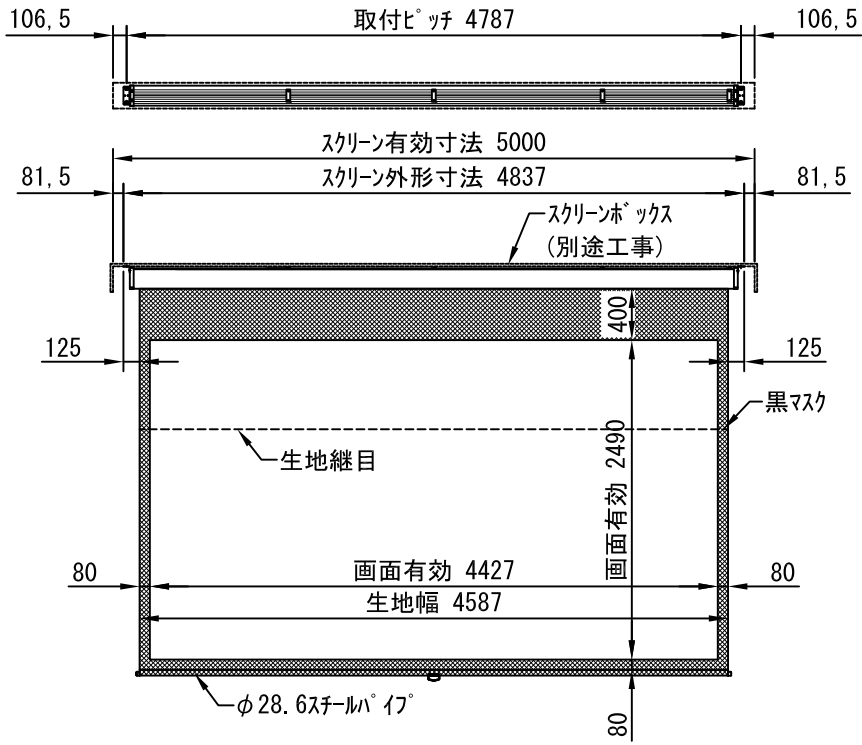 106,5
取付ﾋﾟｯﾁ 4787
106,5
ｽｸﾘｰﾝ有効寸法 5000
81,5
ｽｸﾘｰﾝ外形寸法 4837
81,5
ｽｸﾘｰﾝﾎﾞｯｸｽ
(別途工事)
400
125
125
黒ﾏｽｸ
生地継目
画面有効 2490
80
画面有効 4427
80
生地幅 4587
φ28.6ｽﾁｰﾙﾊﾟｲﾌﾟ
80